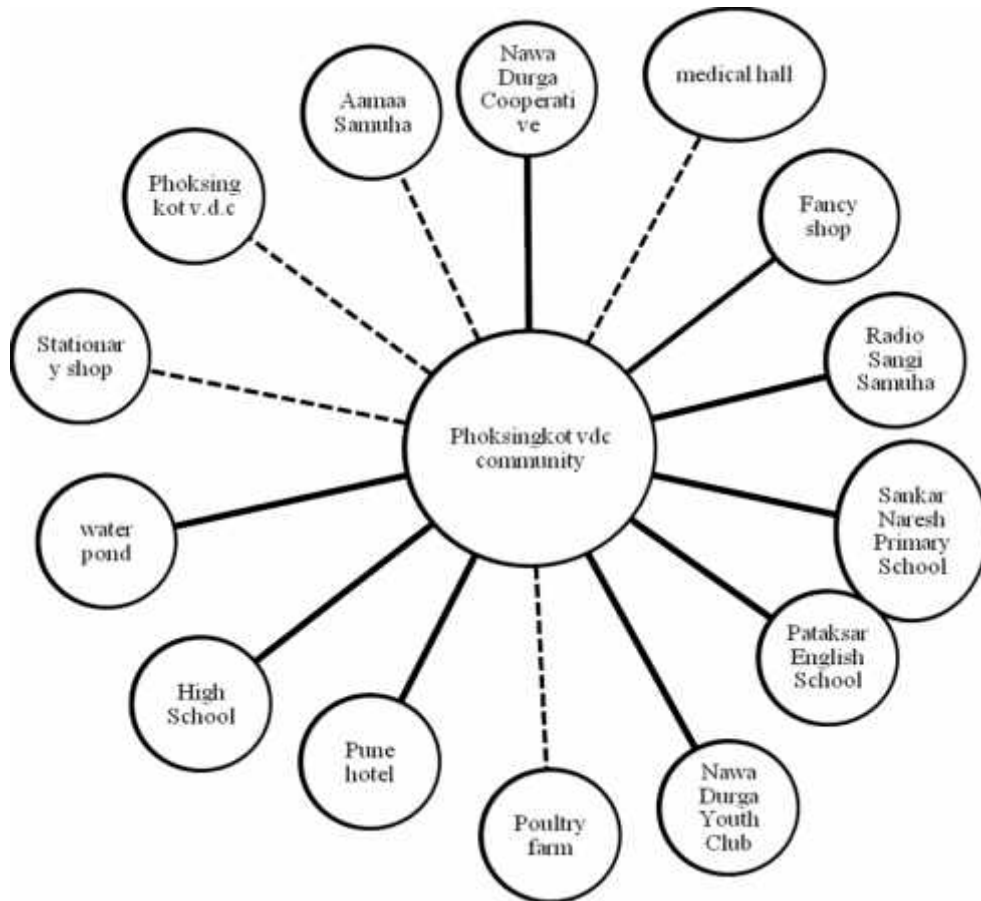 Nawa
Durga
Cooperati
ve
medical hall
Aamaa
Samuha
Phoksing
kot v.d.c
Fancy
shop
Stationar
y shop
Radio
Sangi
Samuha
Phoksingkot vdc
community
Sankar
Naresh
Primary
School
water
pond
Pataksar
English
School
High
School
Pune
hotel
Nawa
Durga
Youth
Club
Poultry
farm